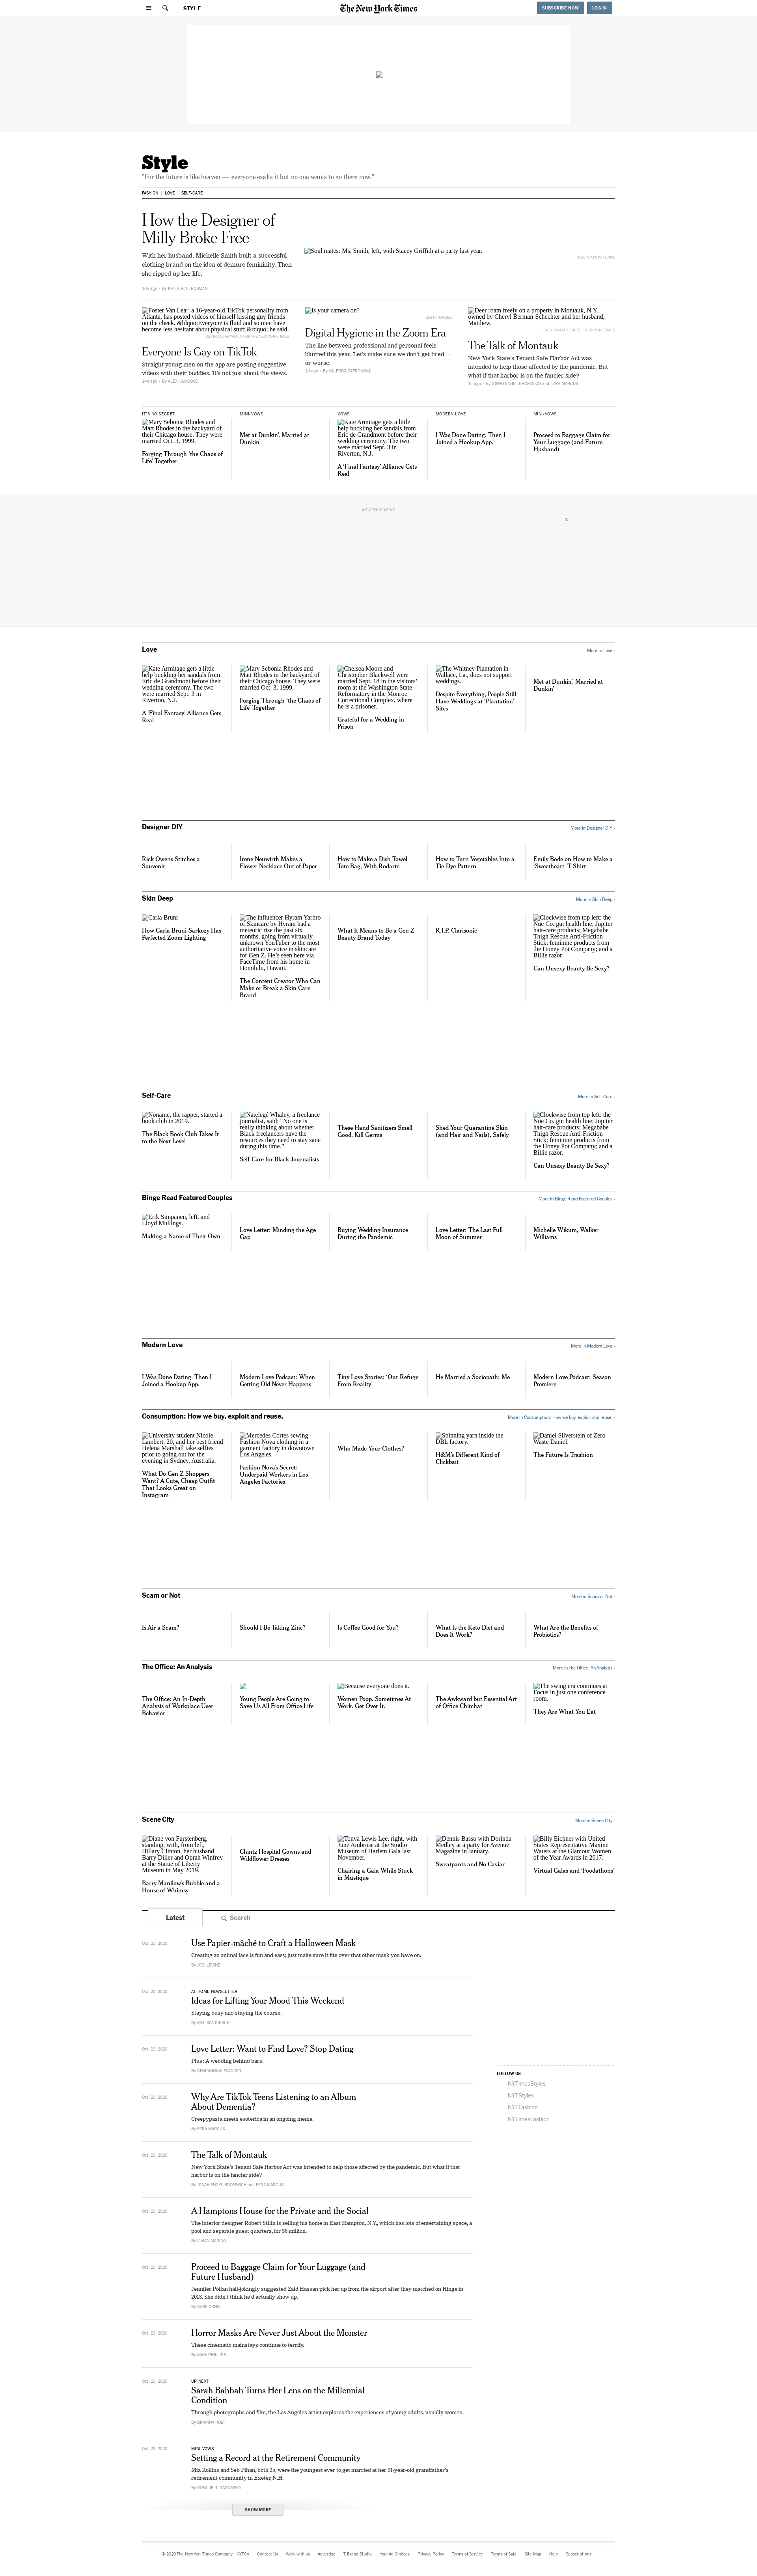 STYLE
The New York Times
SUBSCRIBE NOW
LOG IN
Style
"For the future is like heaven — everyone exalts it but no one wants to go there now."
FASHION
LOVE
SELF-CARE
How the Designer of
Milly Broke Free
With her husband, Michelle Smith built a successful
clothing brand on the idea of demure femininity. Then
she ripped up her life.
10h ago · By KATHERINE ROSMAN
Soul mates: Ms. Smith, left, with Stacey Griffith at a party last year.
Foster Van Lear, a 16-year-old TikTok personality from
Atlanta, has posted videos of himself kissing guy friends
on the cheek. &ldquo;Everyone is fluid and so men have
become less hesitant about physical stuff,&rdquo; he said.
Everyone Is Gay on TikTok
Straight young men on the app are posting suggestive
videos with their buddies. It's not just about the views.
14h ago · By ALEX HAWGOOD
Is your camera on?
GETTY IMAGES
Digital Hygiene in the Zoom Era
The line between professional and personal feels
blurred this year. Let's make sure we don't get fired —
or worse.
1d ago · By VALERIYA SAFRONOVA
Deer roam freely on a property in Montauk, N.Y.,
owned by Cheryl Berman-Schechter and her husband,
Matthew.
The Talk of Montauk
New York State's Tenant Safe Harbor Act was
intended to help those affected by the pandemic. But
what if that harbor is on the fancier side?
1d ago · By JONAH ENGEL BROMWICH and EZRA MARCUS
IT'S NO SECRET
Mary Sebonia Rhodes and
Matt Rhodes in the backyard of
their Chicago house. They were
married Oct. 3, 1999.
Forging Through 'the Chaos of
Life' Together
MINI-VOWS
Met at Dunkin', Married at
Dunkin'
VOWS
Kate Armitage gets a little
help buckling her sandals from
Eric de Grandmont before their
wedding ceremony. The two
were married Sept. 3 in
Riverton, N.J.
A 'Final Fantasy' Alliance Gets
Real
MODERN LOVE
I Was Done Dating. Then I
Joined a Hookup App.
MINI-VOWS
Proceed to Baggage Claim for
Your Luggage (and Future
Husband)
ADVERTISEMENT
Love
More in Love ›
Kate Armitage gets a little
help buckling her sandals from
Eric de Grandmont before their
wedding ceremony. The two
were married Sept. 3 in
Riverton, N.J.
A 'Final Fantasy' Alliance Gets
Real
Mary Sebonia Rhodes and
Matt Rhodes in the backyard of
their Chicago house. They were
married Oct. 3, 1999.
Forging Through 'the Chaos of
Life' Together
Chelsea Moore and
Christopher Blackwell were
married Sept. 18 in the visitors'
room at the Washington State
Reformatory in the Monroe
Correctional Complex, where
he is a prisoner.
Grateful for a Wedding in
Prison
The Whitney Plantation in
Wallace, La., does not support
weddings.
Despite Everything, People Still
Have Weddings at 'Plantation'
Sites
Met at Dunkin', Married at
Dunkin'
Designer DIY
More in Designer DIY ›
Rick Owens Stitches a
Souvenir
Irene Neuwirth Makes a
Flower Necklace Out of Paper
How to Make a Dish Towel
Tote Bag, With Rodarte
How to Turn Vegetables Into a
Tie-Dye Pattern
Emily Bode on How to Make a
'Sweetheart' T-Shirt
Skin Deep
More in Skin Deep ›
Carla Bruni
How Carla Bruni-Sarkozy Has
Perfected Zoom Lighting
The influencer Hyram Yarbro
of Skincare by Hyram had a
meteroic rise the past six
months, going from virtually
unknown YouTuber to the most
authoritative voice in skincare
for Gen Z. He's seen here via
FaceTime from his home in
Honolulu, Hawaii.
The Content Creator Who Can
Make or Break a Skin Care
Brand
What It Means to Be a Gen Z
Beauty Brand Today
R.I.P. Clarisonic
Clockwise from top left: the
Nue Co. gut health line; Jupiter
hair-care products; Megababe
Thigh Rescue Anti-Friction
Stick; feminine products from
the Honey Pot Company; and a
Billie razor.
Can Unsexy Beauty Be Sexy?
Self-Care
More in Self-Care ›
Noname, the rapper, started a
book club in 2019.
The Black Book Club Takes It
to the Next Level
Natelegé Whaley, a freelance
journalist, said: "No one is
really thinking about whether
Black freelancers have the
resources they need to stay sane
during this time."
Self-Care for Black Journalists
These Hand Sanitizers Smell
Good, Kill Germs
Shed Your Quarantine Skin
(and Hair and Nails), Safely
Clockwise from top left: the
Nue Co. gut health line; Jupiter
hair-care products; Megababe
Thigh Rescue Anti-Friction
Stick; feminine products from
the Honey Pot Company; and a
Billie razor.
Can Unsexy Beauty Be Sexy?
Binge Read Featured Couples
More in Binge Read Featured Couples ›
Erik Simpanen, left, and
Lloyd Mullings.
Making a Name of Their Own
Love Letter: Minding the Age
Gap
Buying Wedding Insurance
During the Pandemic
Love Letter: The Last Full
Moon of Summer
Michelle Wikum, Walker
Williams
Modern Love
More in Modern Love ›
I Was Done Dating. Then I
Joined a Hookup App.
Modern Love Podcast: When
Getting Old Never Happens
Tiny Love Stories: 'Our Refuge
From Reality'
He Married a Sociopath: Me
Modern Love Podcast: Season
Premiere
Consumption: How we buy, exploit and reuse.
More in Consumption: How we buy, exploit and reuse. ›
University student Nicole
Lambert, 20, and her best friend
Helena Marshall take selfies
prior to going out for the
evening in Sydney, Australia.
What Do Gen Z Shoppers
Want? A Cute, Cheap Outfit
That Looks Great on
Instagram
Mercedes Cortes sewing
Fashion Nova clothing in a
garment factory in downtown
Los Angeles.
Fashion Nova's Secret:
Underpaid Workers in Los
Angeles Factories
Who Made Your Clothes?
Spinning yarn inside the
DBL factory.
H&M's Different Kind of
Clickbait
Daniel Silverstein of Zero
Waste Daniel.
The Future Is Trashion
Scam or Not
More in Scam or Not ›
Is Air a Scam?
Should I Be Taking Zinc?
Is Coffee Good for You?
What Is the Keto Diet and
Does It Work?
What Are the Benefits of
Probiotics?
The Office: An Analysis
More in The Office: An Analysis ›
The Office: An In-Depth
Analysis of Workplace User
Behavior
Young People Are Going to
Save Us All From Office Life
Because everyone does it.
Women Poop. Sometimes At
Work. Get Over It.
The Awkward but Essential Art
of Office Chitchat
The swing era continues at
Focus in just one conference
room.
They Are What You Eat
Scene City
More in Scene City ›
Diane von Furstenberg,
standing, with, from left,
Hillary Clinton, her husband
Barry Diller and Oprah Winfrey
at the Statue of Liberty
Museum in May 2019.
Barry Manilow's Bubble and a
House of Whimsy
Chintz Hospital Gowns and
Wildflower Dresses
Tonya Lewis Lee, right, with
June Ambrose at the Studio
Museum of Harlem Gala last
November.
Chairing a Gala While Stuck
in Mustique
Dennis Basso with Dorinda
Medley at a party for Avenue
Magazine in January.
Sweatpants and No Caviar
Billy Eichner with United
States Representative Maxine
Waters at the Glamour Women
of the Year Awards in 2017.
Virtual Galas and 'Foodathons'
Latest
Search
Oct. 23, 2020
Use Papier-mâché to Craft a Halloween Mask
Creating an animal face is fun and easy, just make sure it fits over that other mask you have on.
By JODI LEVINE
Oct. 23, 2020
AT HOME NEWSLETTER
Ideas for Lifting Your Mood This Weekend
Staying busy and staying the course.
By MELISSA KIRSCH
Oct. 23, 2020
Love Letter: Want to Find Love? Stop Dating
Plus: A wedding behind bars.
By CHARANNA ALEXANDER
Oct. 23, 2020
Why Are TikTok Teens Listening to an Album
About Dementia?
Creepypasta meets esoterica in an ongoing meme.
By EZRA MARCUS
Oct. 23, 2020
The Talk of Montauk
New York State's Tenant Safe Harbor Act was intended to help those affected by the pandemic. But what if that
harbor is on the fancier side?
By JONAH ENGEL BROMWICH and EZRA MARCUS
Oct. 23, 2020
A Hamptons House for the Private and the Social
The interior designer Robert Stilin is selling his home in East Hampton, N.Y., which has lots of entertaining space, a
pool and separate guest quarters, for $6 million.
By VIVIAN MARINO
Oct. 23, 2020
Proceed to Baggage Claim for Your Luggage (and
Future Husband)
Jennifer Pollan half-jokingly suggested Zaid Hassan pick her up from the airport after they matched on Hinge in
2018. She didn't think he'd actually show up.
By GABE COHN
Oct. 23, 2020
Horror Masks Are Never Just About the Monster
These cinematic mainstays continue to terrify.
By MAYA PHILLIPS
Oct. 23, 2020
UP NEXT
Sarah Bahbah Turns Her Lens on the Millennial
Condition
Through photographs and film, the Los Angeles artist explores the experiences of young adults, usually women.
By BRIANNA HOLT
Oct. 23, 2020
MINI-VOWS
Setting a Record at the Retirement Community
Mia Rollins and Seb Pihan, both 25, were the youngest ever to get married at her 91-year-old grandfather's
retirement community in Exeter, N.H.
By ROSALIE R. RADOMSKY
SHOW MORE
FOLLOW US
NYTimesStyles
NYTStyles
NYTFashion
NYTimesFashion
© 2020 The New York Times Company
NYTCo
Contact Us
Work with us
Advertise
T Brand Studio
Your Ad Choices
Privacy Policy
Terms of Service
Terms of Sale
Site Map
Help
Subscriptions